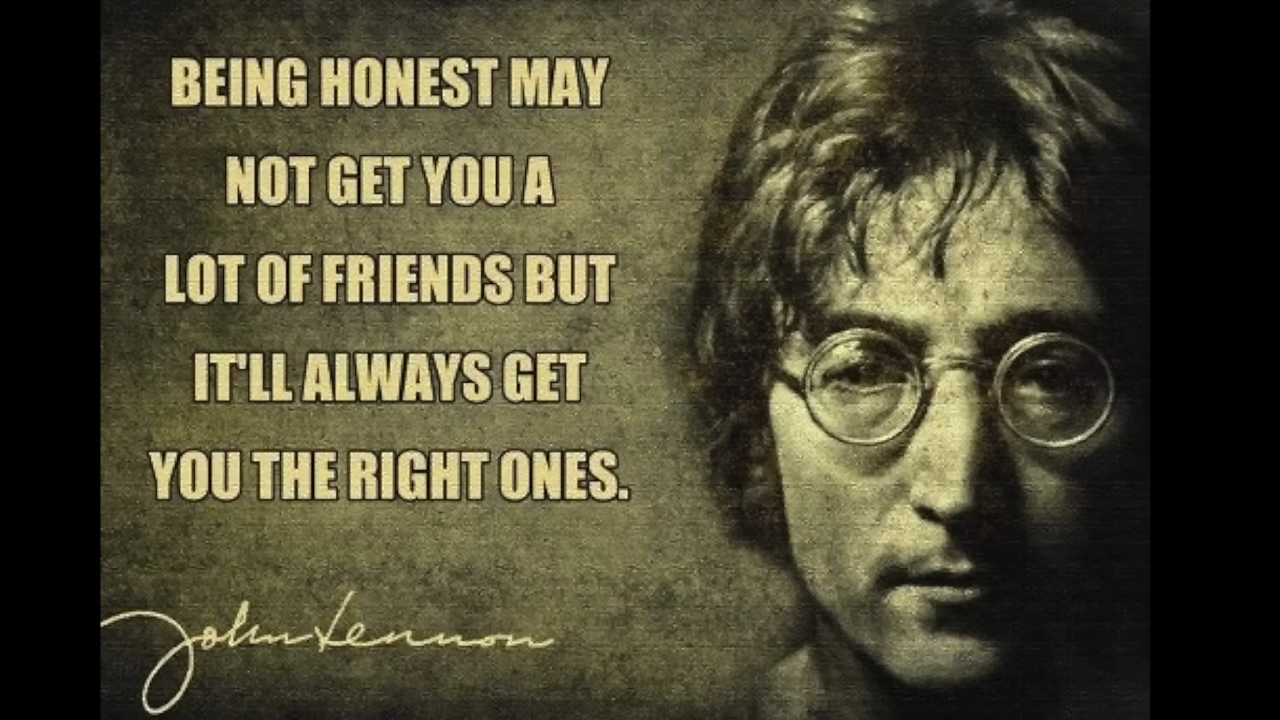 BEING HONEST MAY
NOT GET YOU A
LOT OF FRIENDS BUT
IT'LL ALWAYS GET
YOU THE RIGHT ONES.
John Lennon